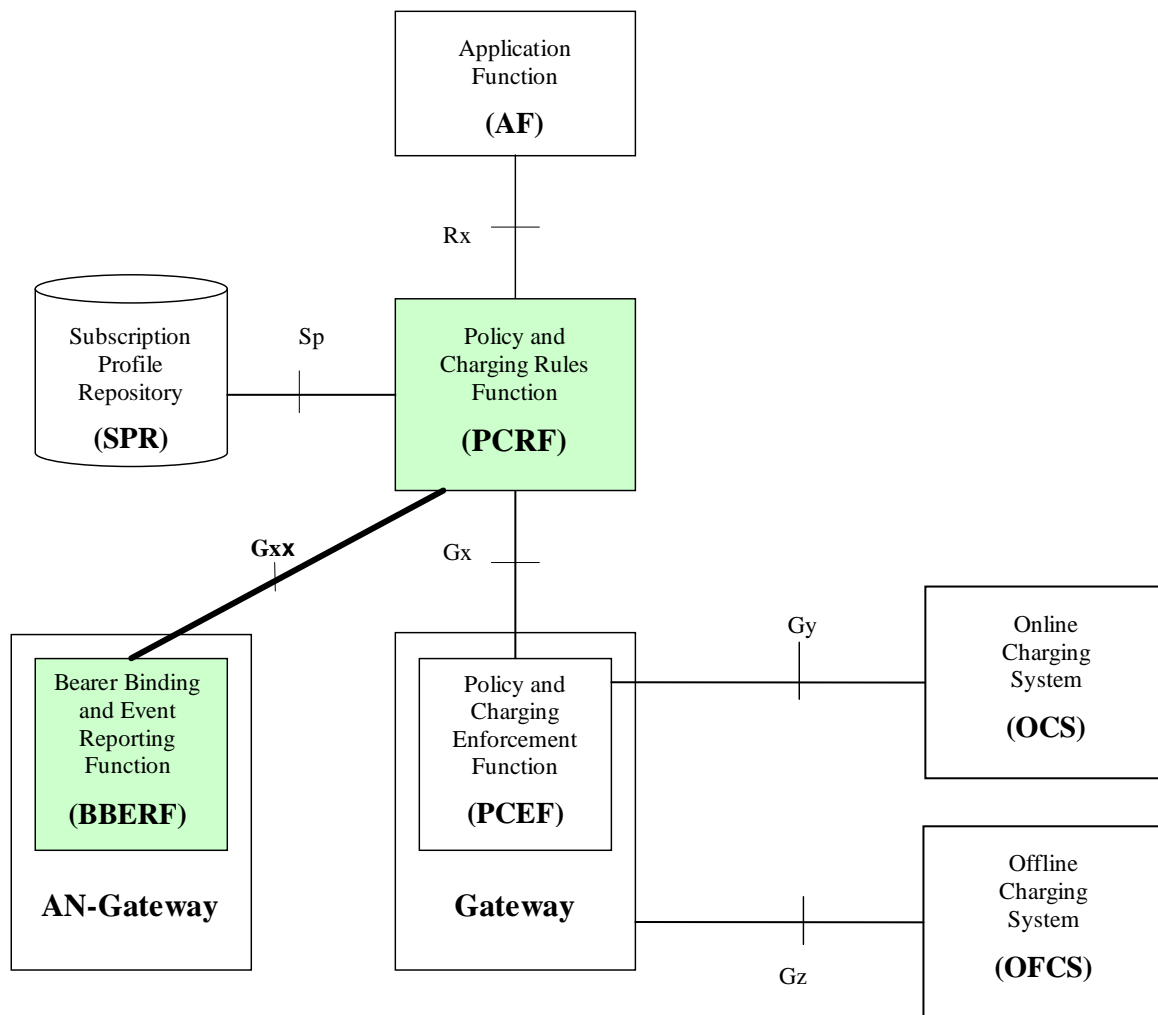 Application
Function
(AF)
Rx
Subscription
Profile
Repository
(SPR)
Sp
Policy and
Charging Rules
Function
(PCRF)
Gxx
Gx
Bearer Binding
and Event
Reporting
Function
(BBERF)
AN-Gateway
Policy and
Charging
Enforcement
Function
(PCEF)
Gateway
Gy
Online
Charging
System
(OCS)
Gz
Offline
Charging
System
(OFCS)